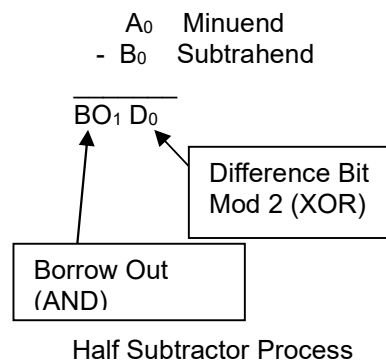 A₀ Minuend
- B₀ Subtrahend
BO₁ D₀
Difference Bit
Mod 2 (XOR)
Borrow Out
(AND)
Half Subtractor Process